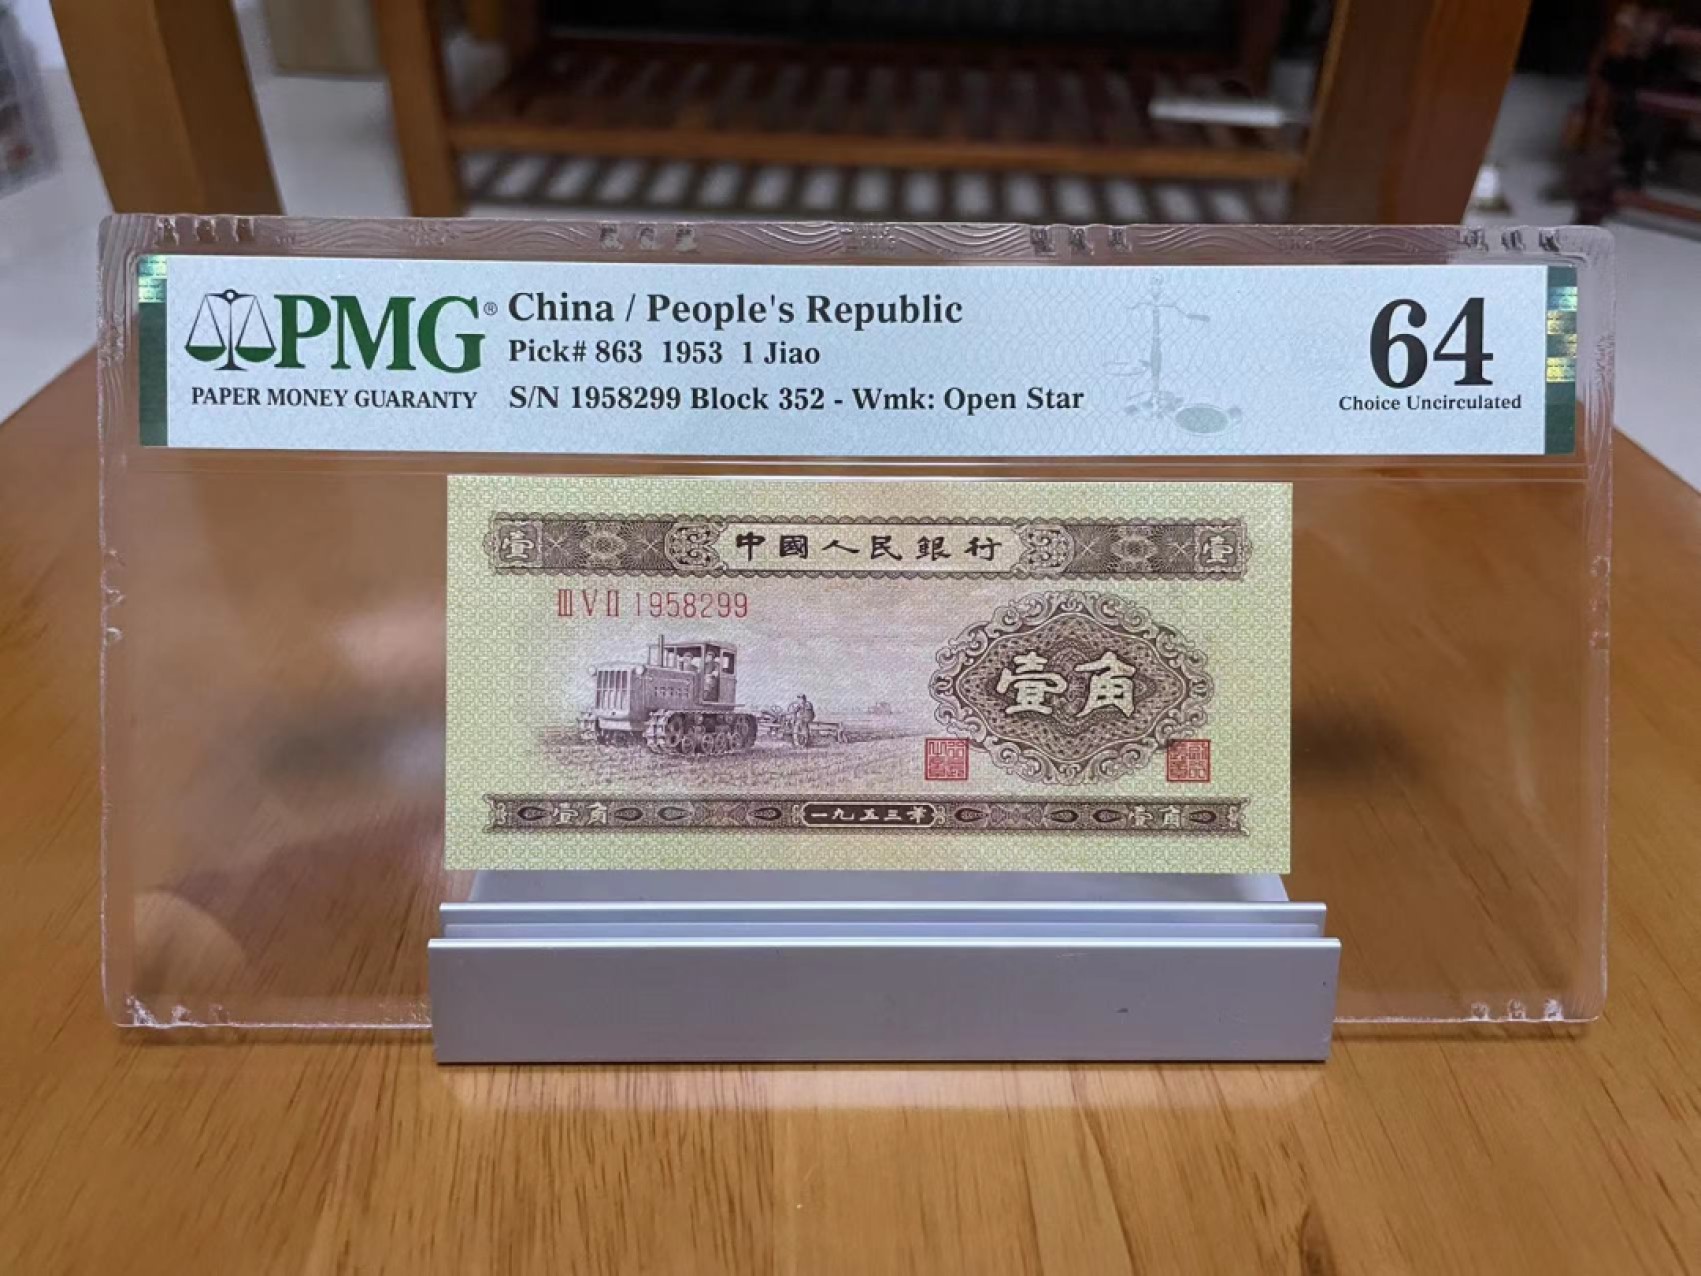 PMG® China / People's Republic
Pick# 863 1953 1 Jiao
PAPER MONEY GUARANTY
S/N 1958299 Block 352 - Wmk: Open Star
64
Choice Uncirculated
壹 中國人民銀行 壹
III V II 1958299
壹角
壹角 一九五三年 壹角